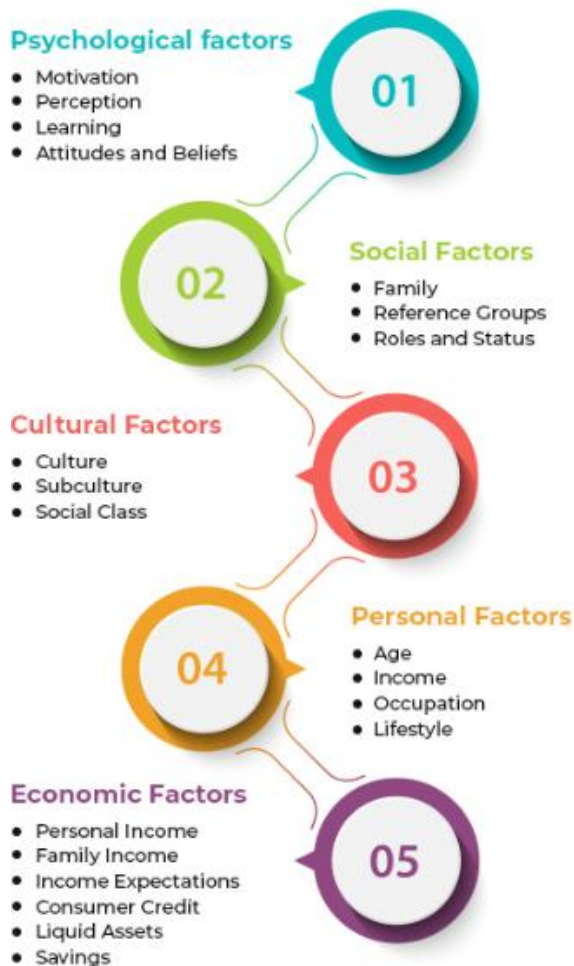 Psychological factors
• Motivation
• Perception
• Learning
• Attitudes and Beliefs
01
02
Social Factors
• Family
• Reference Groups
• Roles and Status
Cultural Factors
• Culture
• Subculture
• Social Class
03
04
Personal Factors
• Age
• Income
• Occupation
• Lifestyle
Economic Factors
• Personal Income
• Family Income
• Income Expectations
• Consumer Credit
• Liquid Assets
• Savings
05